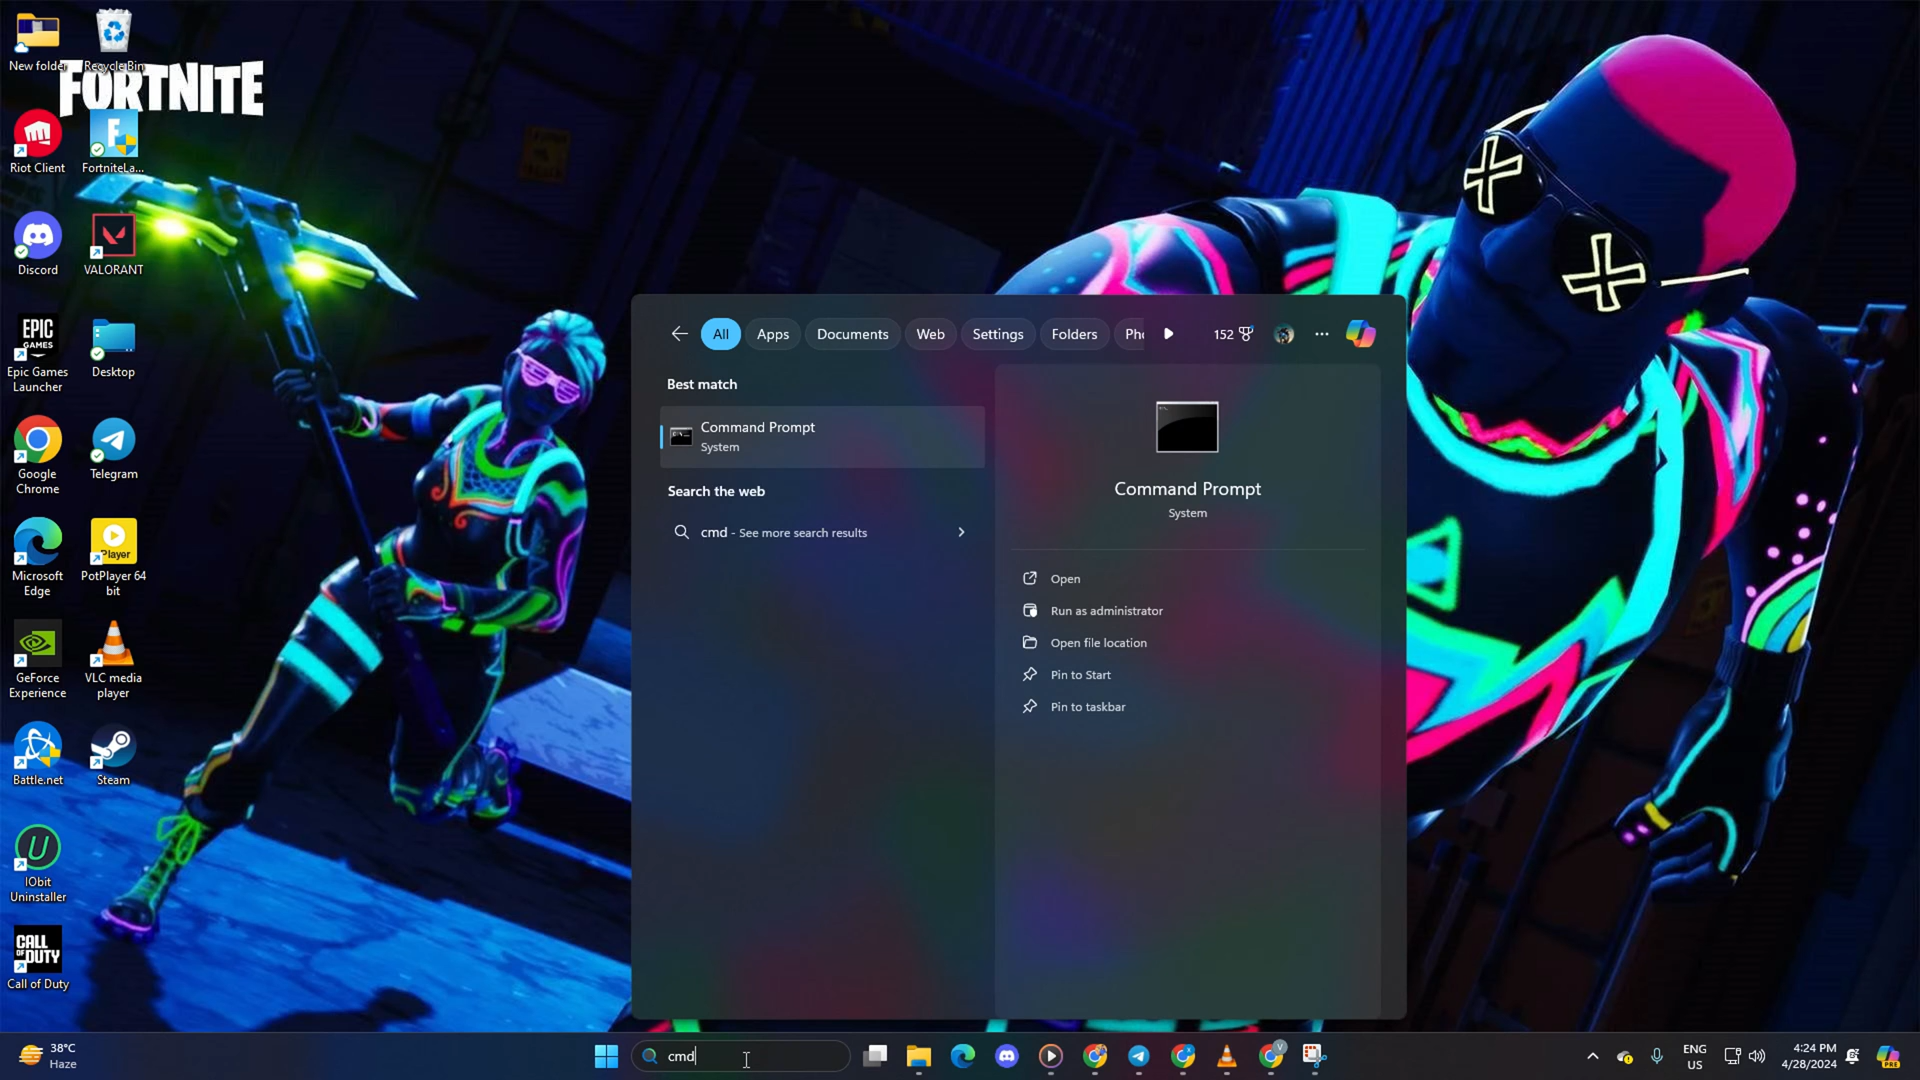 New folder
Recycle Bin
FORTNITE
Riot Client
FortniteLa...
Discord
VALORANT
EPIC
GAMES
Epic Games
Launcher
Desktop
Google
Chrome
Telegram
Microsoft
Edge
Player
PotPlayer 64
bit
GeForce
Experience
VLC media
player
Battle.net
Steam
IObit
Uninstaller
CALL
OF DUTY
Call of Duty
All
Apps
Documents
Web
Settings
Folders
Pho
152
Best match
Command Prompt
System
Search the web
cmd - See more search results
Command Prompt
System
Open
Run as administrator
Open file location
Pin to Start
Pin to taskbar
38°C
Haze
cmd
ENG
US
4:24 PM
4/28/2024
PRE